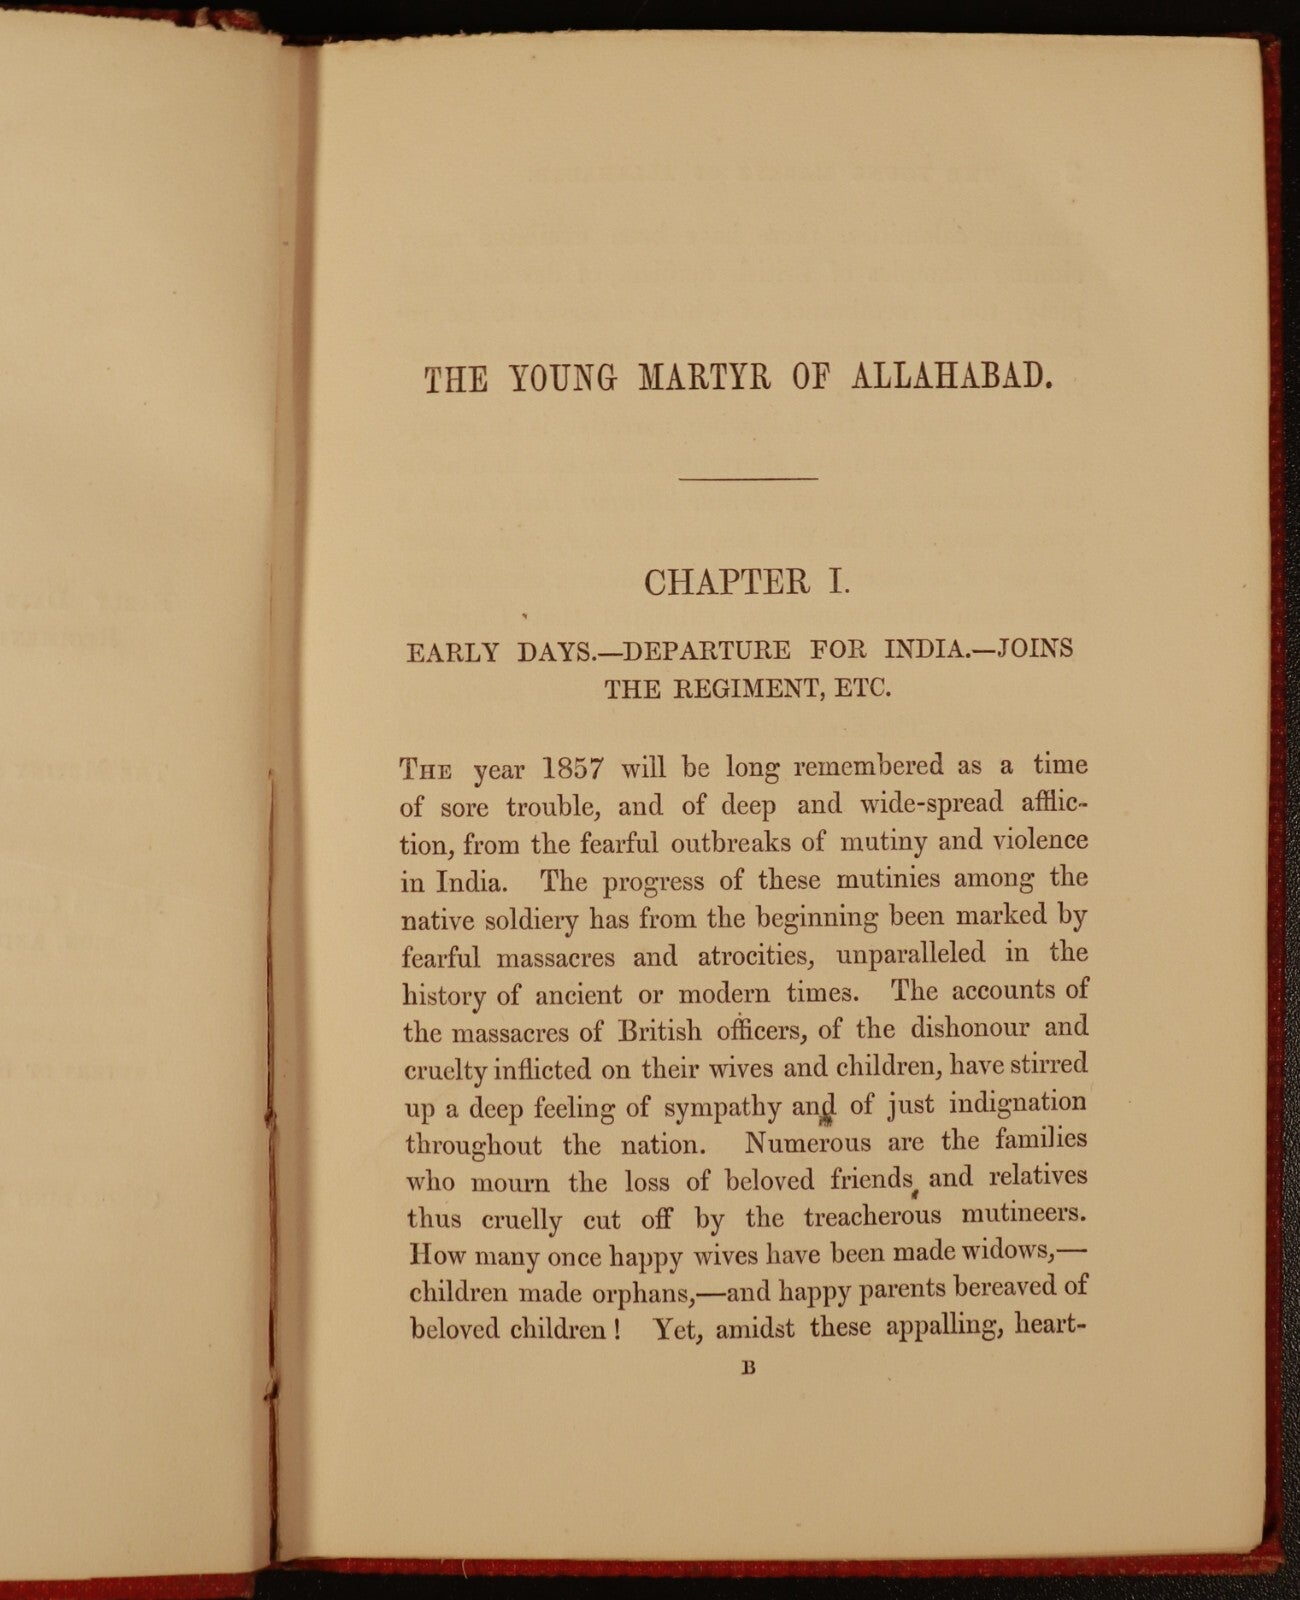 THE YOUNG MARTYR OF ALLAHABAD.
CHAPTER I.
EARLY DAYS.—DEPARTURE FOR INDIA.—JOINS
THE REGIMENT, ETC.
THE year 1857 will be long remembered as a time
of sore trouble, and of deep and wide-spread afflic-
tion, from the fearful outbreaks of mutiny and violence
in India. The progress of these mutinies among the
native soldiery has from the beginning been marked by
fearful massacres and atrocities, unparalleled in the
history of ancient or modern times. The accounts of
the massacres of British officers, of the dishonour and
cruelty inflicted on their wives and children, have stirred
up a deep feeling of sympathy and of just indignation
throughout the nation. Numerous are the families
who mourn the loss of beloved friends and relatives
thus cruelly cut off by the treacherous mutineers.
How many once happy wives have been made widows,—
children made orphans,—and happy parents bereaved of
beloved children! Yet, amidst these appalling, heart-
B